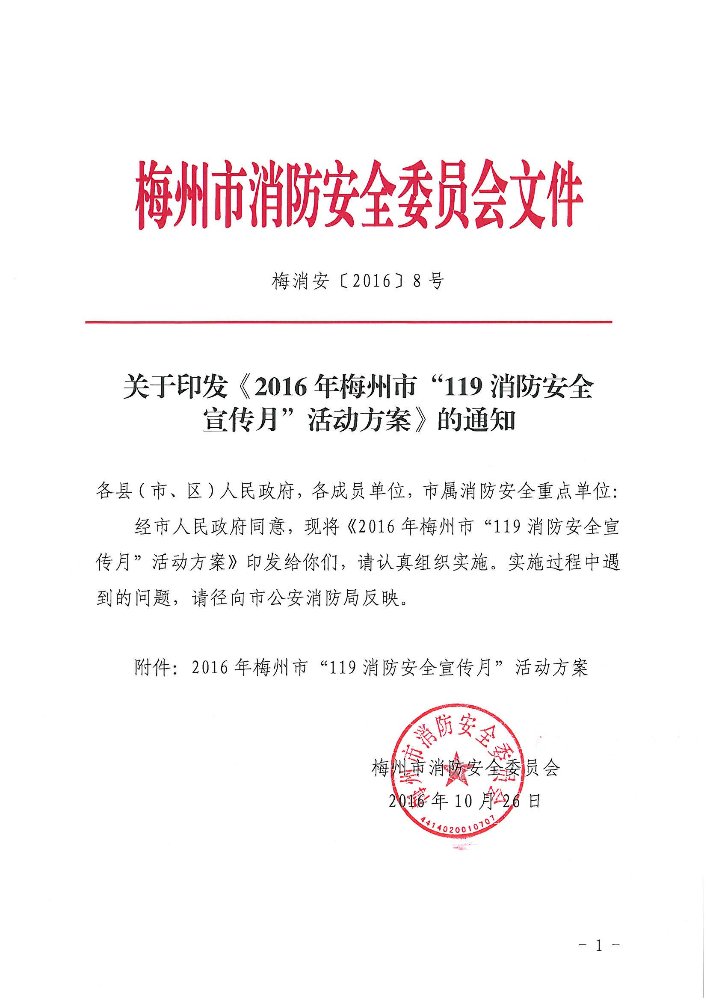 梅州市消防安全委员会文件
梅消安〔2016〕8号
关于印发《2016年梅州市“119消防安全
宣传月”活动方案》的通知
各县(市、区)人民政府,各成员单位,市属消防安全重点单位:
经市人民政府同意,现将《2016年梅州市“119消防安全宣
传月”活动方案》印发给你们,请认真组织实施。实施过程中遇
到的问题,请径向市公安消防局反映。
附件:2016年梅州市“119消防安全宣传月”活动方案
梅州市消防安全委员会
梅州市消防安全委员会
2016年10月26日
4414020010707
- 1 -